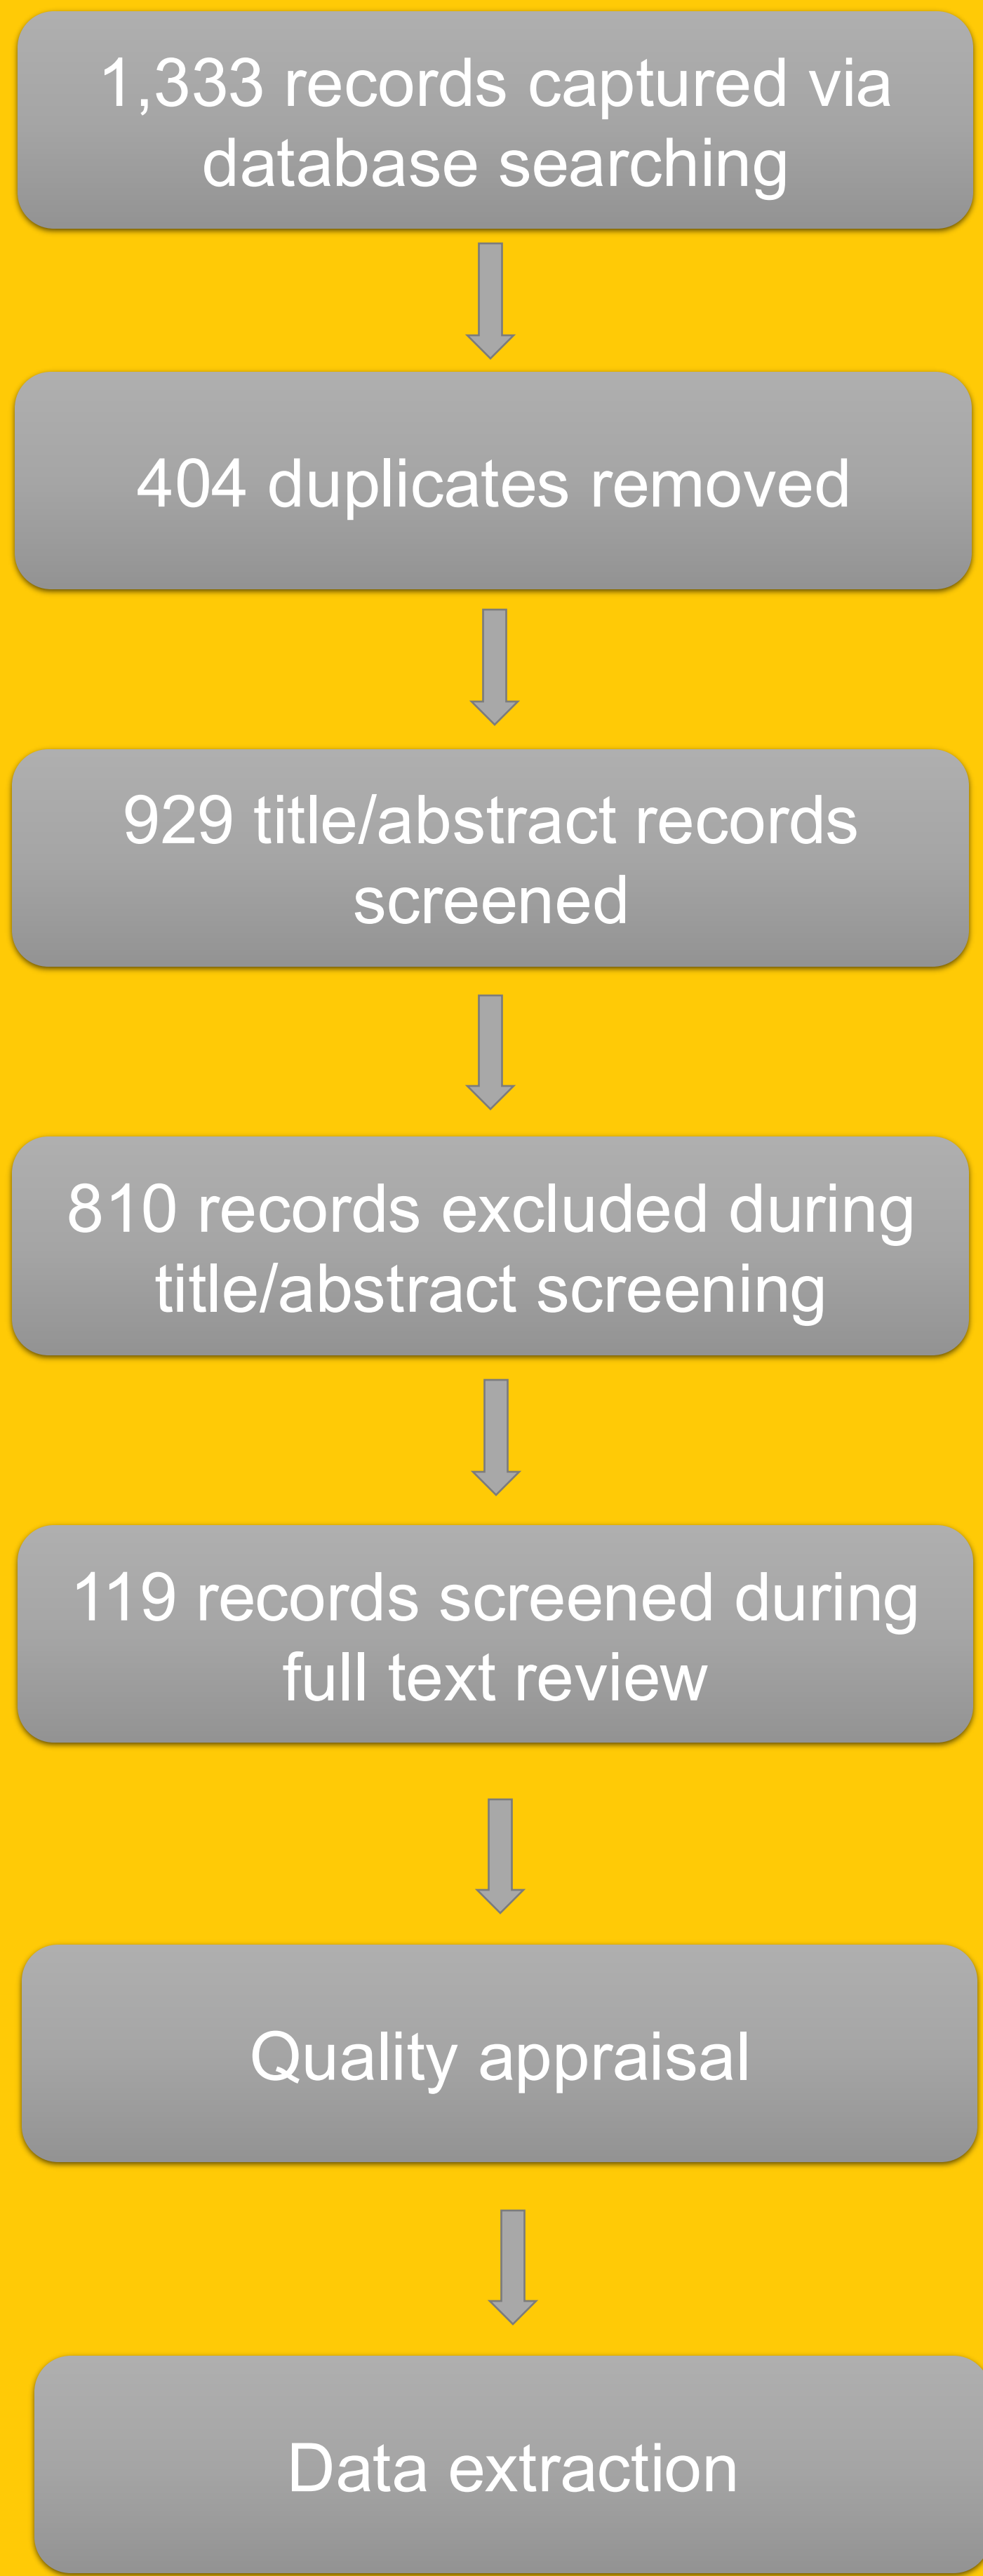 1,333 records captured via
database searching
404 duplicates removed
929 title/abstract records
screened
810 records excluded during
title/abstract screening
119 records screened during
full text review
Quality appraisal
Data extraction